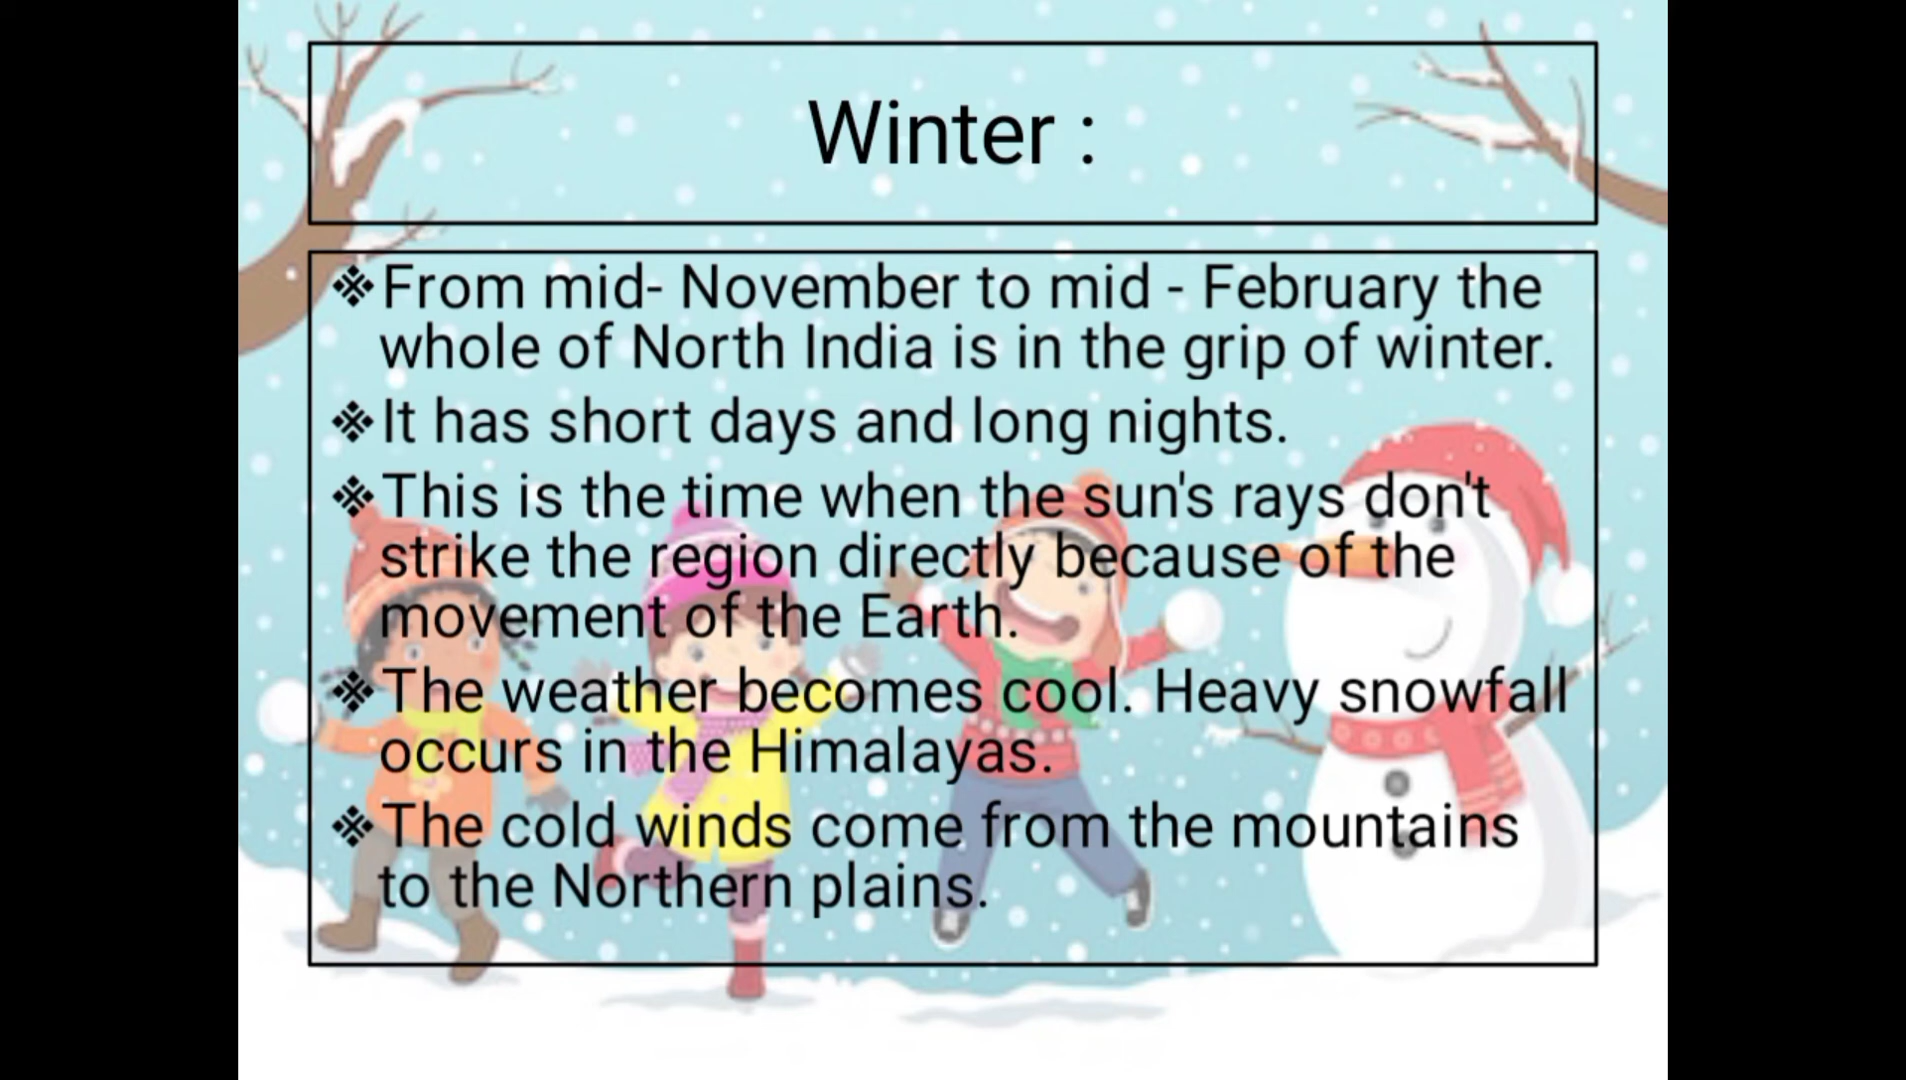 Winter :
❖From mid- November to mid - February the
whole of North India is in the grip of winter.
❖It has short days and long nights.
❖This is the time when the sun's rays don't
strike the region directly because of the
movement of the Earth.
❖The weather becomes cool. Heavy snowfall
occurs in the Himalayas.
❖The cold winds come from the mountains
to the Northern plains.